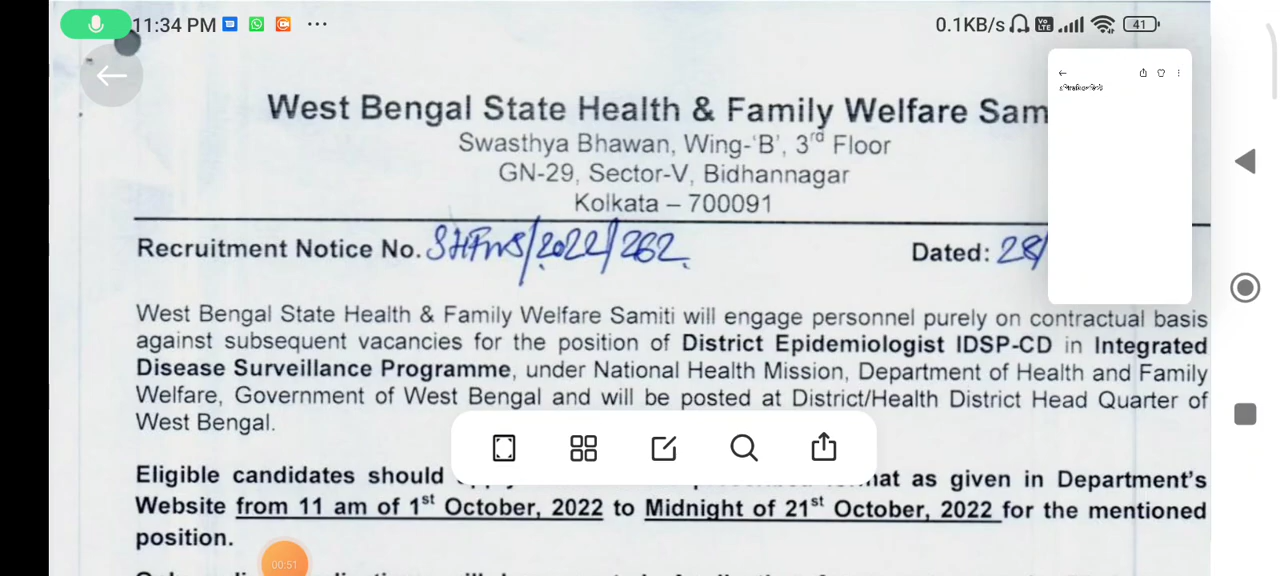 11:34 PM
0.1KB/s
Vo LTE
41
West Bengal State Health & Family Welfare Sam
Swasthya Bhawan, Wing-‘B’, 3rd Floor
GN-29, Sector-V, Bidhannagar
Kolkata – 700091
Recruitment Notice No. SHFWS/2022/262. Dated: 28/
West Bengal State Health & Family Welfare Samiti will engage personnel purely on contractual basis
against subsequent vacancies for the position of District Epidemiologist IDSP-CD in Integrated
Disease Surveillance Programme, under National Health Mission, Department of Health and Family
Welfare, Government of West Bengal and will be posted at District/Health District Head Quarter of
West Bengal.
Eligible candidates should as given in Department’s
Website from 11 am of 1st October, 2022 to Midnight of 21st October, 2022 for the mentioned
position.
00:51